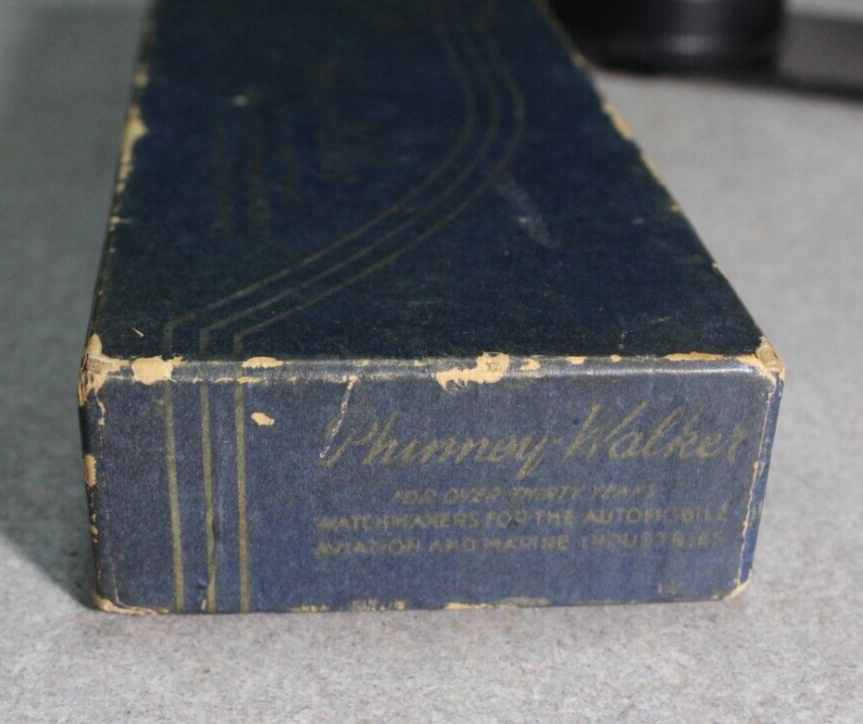 Phinney-Walker
FOR OVER THIRTY YEARS
WATCHMAKERS FOR THE AUTOMOBILE
AVIATION AND MARINE INDUSTRIES